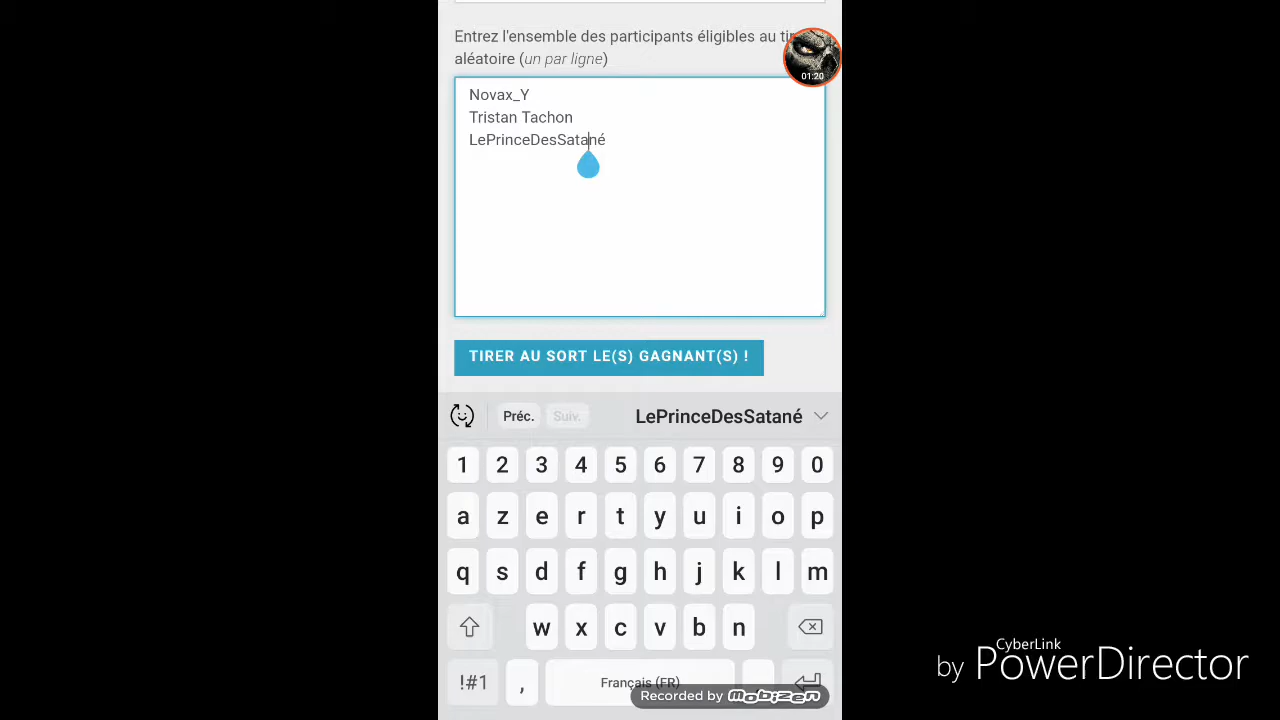 Entrez l'ensemble des participants éligibles au
aléatoire (un par ligne)
01:20
Novax_Y
Tristan Tachon
LePrinceDesSatané
TIRER AU SORT LE(S) GAGNANT(S) !
Préc. Suiv. LePrinceDesSatané
1 2 3 4 5 6 7 8 9 0
a z e r t y u i o p
q s d f g h j k l m
w x c v b n
!#1 , Français (FR)
Recorded by mobizen
CyberLink
by PowerDirector